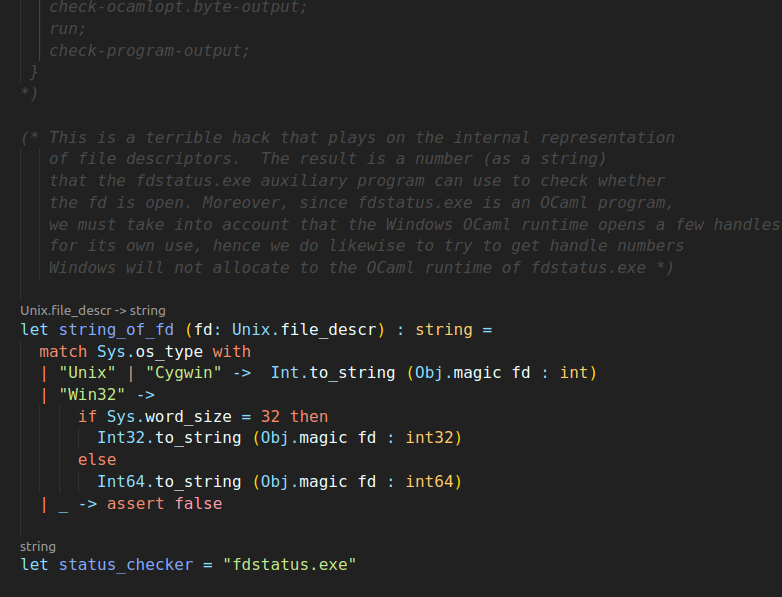 check-ocamlopt.byte-output;
run;
check-program-output;
}
*)
(* This is a terrible hack that plays on the internal representation
of file descriptors.  The result is a number (as a string)
that the fdstatus.exe auxiliary program can use to check whether
the fd is open. Moreover, since fdstatus.exe is an OCaml program,
we must take into account that the Windows OCaml runtime opens a few handles
for its own use, hence we do likewise to try to get handle numbers
Windows will not allocate to the OCaml runtime of fdstatus.exe *)
Unix.file_descr -> string
let string_of_fd (fd: Unix.file_descr) : string =
match Sys.os_type with
| "Unix" | "Cygwin" ->  Int.to_string (Obj.magic fd : int)
| "Win32" ->
if Sys.word_size = 32 then
Int32.to_string (Obj.magic fd : int32)
else
Int64.to_string (Obj.magic fd : int64)
| _ -> assert false
string
let status_checker = "fdstatus.exe"